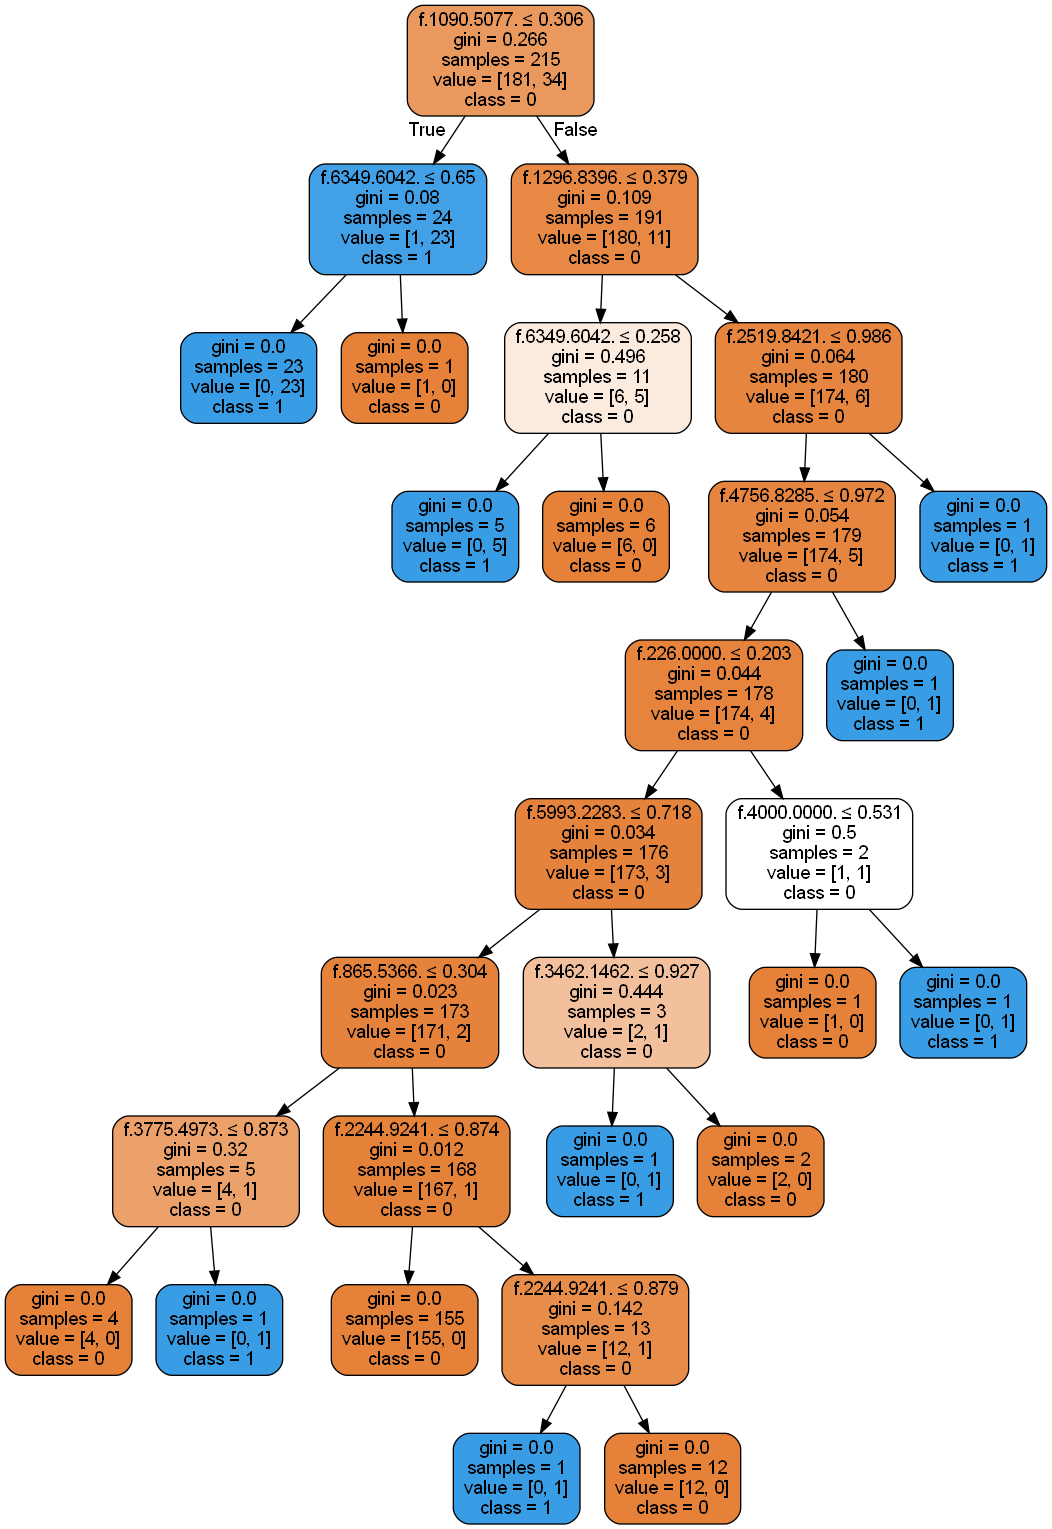 f.1090.5077. ≤ 0.306
gini = 0.266
samples = 215
value = [181, 34]
class = 0
True
False
f.6349.6042. ≤ 0.65
gini = 0.08
samples = 24
value = [1, 23]
class = 1
f.1296.8396. ≤ 0.379
gini = 0.109
samples = 191
value = [180, 11]
class = 0
gini = 0.0
samples = 23
value = [0, 23]
class = 1
gini = 0.0
samples = 1
value = [1, 0]
class = 0
f.6349.6042. ≤ 0.258
gini = 0.496
samples = 11
value = [6, 5]
class = 0
f.2519.8421. ≤ 0.986
gini = 0.064
samples = 180
value = [174, 6]
class = 0
gini = 0.0
samples = 5
value = [0, 5]
class = 1
gini = 0.0
samples = 6
value = [6, 0]
class = 0
f.4756.8285. ≤ 0.972
gini = 0.054
samples = 179
value = [174, 5]
class = 0
gini = 0.0
samples = 1
value = [0, 1]
class = 1
f.226.0000. ≤ 0.203
gini = 0.044
samples = 178
value = [174, 4]
class = 0
gini = 0.0
samples = 1
value = [0, 1]
class = 1
f.5993.2283. ≤ 0.718
gini = 0.034
samples = 176
value = [173, 3]
class = 0
f.4000.0000. ≤ 0.531
gini = 0.5
samples = 2
value = [1, 1]
class = 0
f.865.5366. ≤ 0.304
gini = 0.023
samples = 173
value = [171, 2]
class = 0
f.3462.1462. ≤ 0.927
gini = 0.444
samples = 3
value = [2, 1]
class = 0
gini = 0.0
samples = 1
value = [1, 0]
class = 0
gini = 0.0
samples = 1
value = [0, 1]
class = 1
f.3775.4973. ≤ 0.873
gini = 0.32
samples = 5
value = [4, 1]
class = 0
f.2244.9241. ≤ 0.874
gini = 0.012
samples = 168
value = [167, 1]
class = 0
gini = 0.0
samples = 1
value = [0, 1]
class = 1
gini = 0.0
samples = 2
value = [2, 0]
class = 0
gini = 0.0
samples = 4
value = [4, 0]
class = 0
gini = 0.0
samples = 1
value = [0, 1]
class = 1
gini = 0.0
samples = 155
value = [155, 0]
class = 0
f.2244.9241. ≤ 0.879
gini = 0.142
samples = 13
value = [12, 1]
class = 0
gini = 0.0
samples = 1
value = [0, 1]
class = 1
gini = 0.0
samples = 12
value = [12, 0]
class = 0